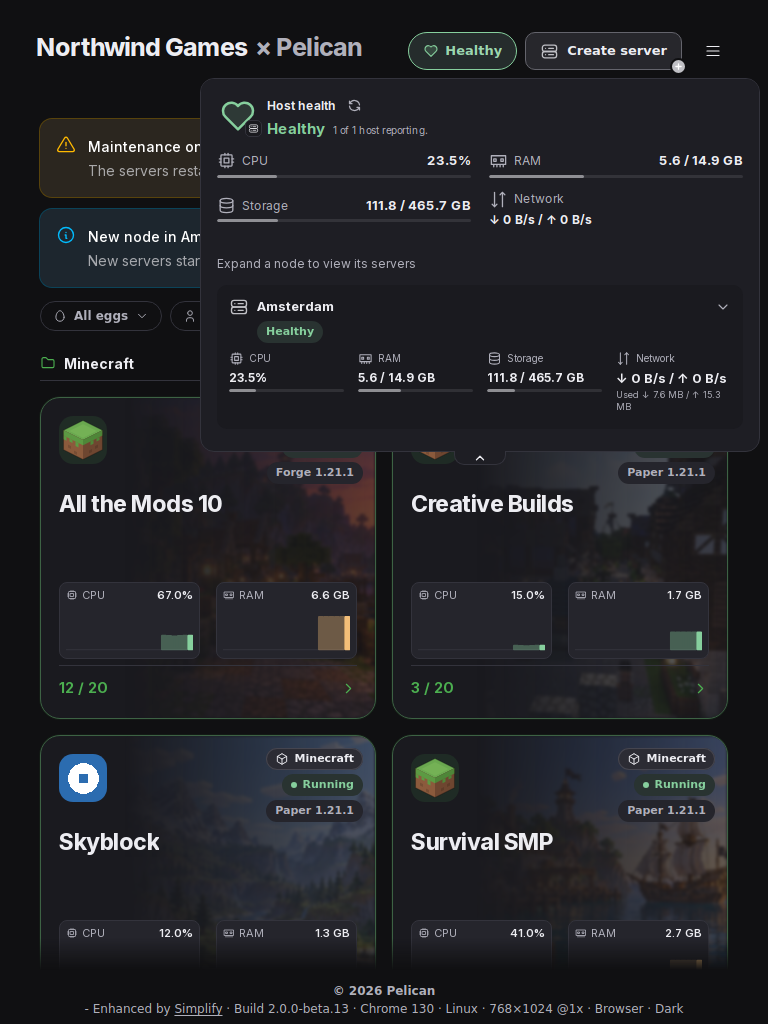 Northwind Games × Pelican
Healthy
Create server
Host health
Healthy 1 of 1 host reporting.
CPU 23.5%
RAM 5.6 / 14.9 GB
Storage 111.8 / 465.7 GB
Network
↓ 0 B/s / ↑ 0 B/s
Expand a node to view its servers
Amsterdam
Healthy
CPU
23.5%
RAM
5.6 / 14.9 GB
Storage
111.8 / 465.7 GB
Network
↓ 0 B/s / ↑ 0 B/s
Used ↓ 7.6 MB / ↑ 15.3
MB
Maintenance on
The servers resta
New node in Am
New servers star
All eggs
Minecraft
Forge 1.21.1
All the Mods 10
CPU 67.0%
RAM 6.6 GB
12 / 20
Paper 1.21.1
Creative Builds
CPU 15.0%
RAM 1.7 GB
3 / 20
Minecraft
Running
Paper 1.21.1
Skyblock
CPU 12.0%
RAM 1.3 GB
Minecraft
Running
Paper 1.21.1
Survival SMP
CPU 41.0%
RAM 2.7 GB
© 2026 Pelican
- Enhanced by Simplify · Build 2.0.0-beta.13 · Chrome 130 · Linux · 768×1024 @1x · Browser · Dark